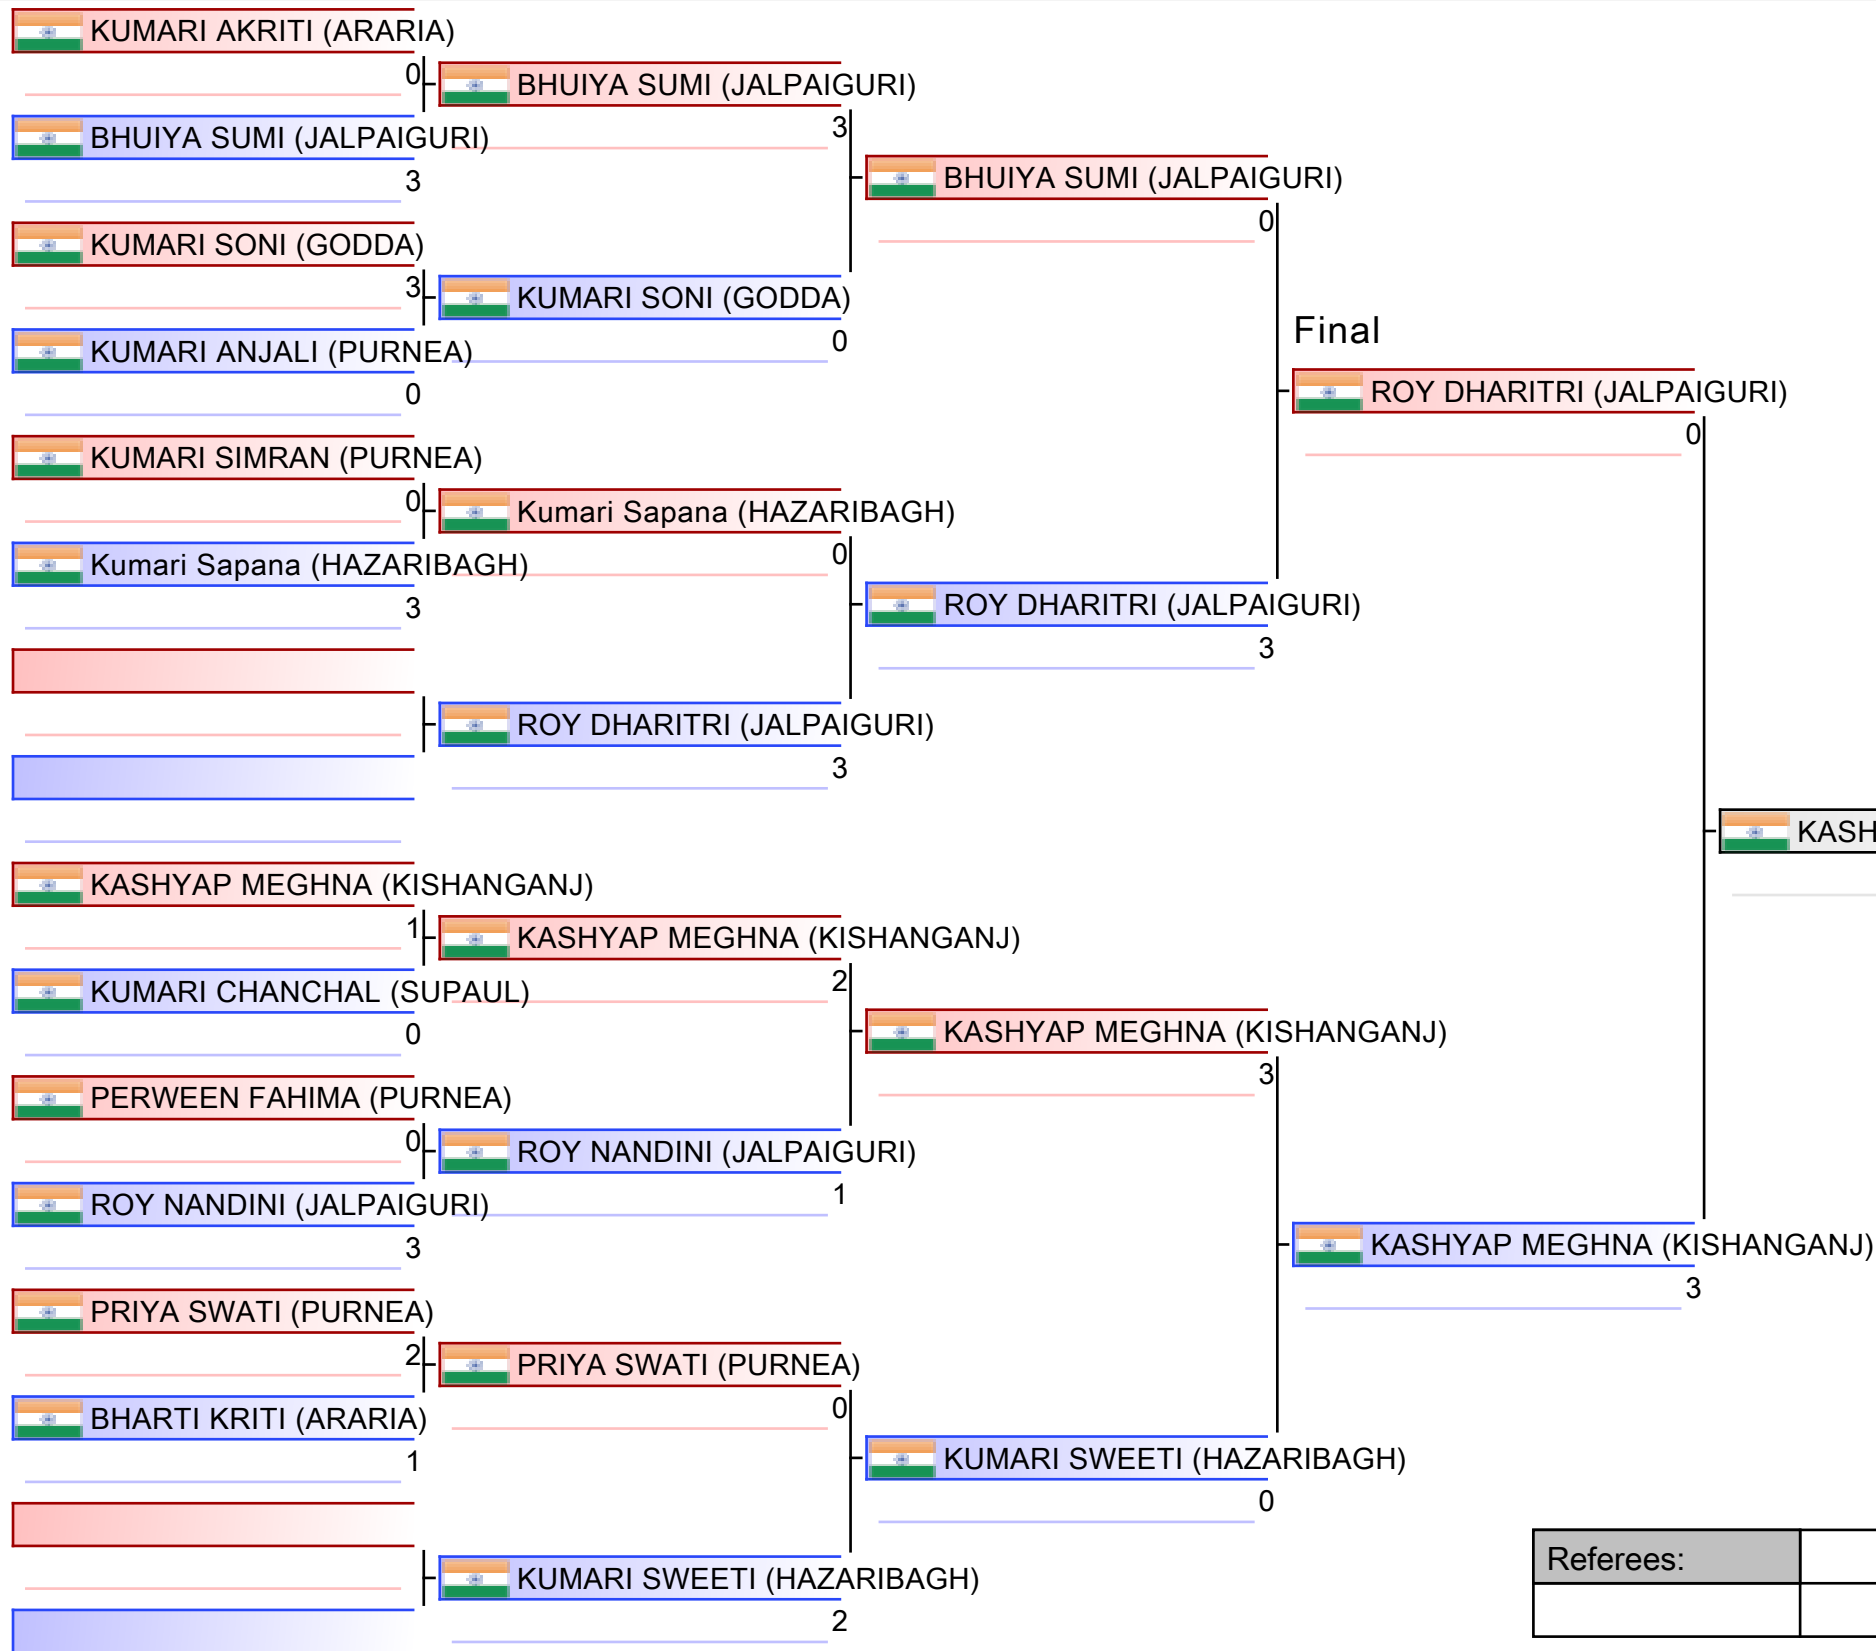 KUMARI AKRITI (ARARIA)
0
BHUIYA SUMI (JALPAIGURI)
3
KUMARI SONI (GODDA)
3
KUMARI ANJALI (PURNEA)
0
KUMARI SIMRAN (PURNEA)
0
Kumari Sapana (HAZARIBAGH)
3
KASHYAP MEGHNA (KISHANGANJ)
1
KUMARI CHANCHAL (SUPAUL)
0
PERWEEN FAHIMA (PURNEA)
0
ROY NANDINI (JALPAIGURI)
3
PRIYA SWATI (PURNEA)
2
BHARTI KRITI (ARARIA)
1
BHUIYA SUMI (JALPAIGURI)
3
KUMARI SONI (GODDA)
0
Kumari Sapana (HAZARIBAGH)
0
ROY DHARITRI (JALPAIGURI)
3
KASHYAP MEGHNA (KISHANGANJ)
2
ROY NANDINI (JALPAIGURI)
1
PRIYA SWATI (PURNEA)
0
KUMARI SWEETI (HAZARIBAGH)
2
BHUIYA SUMI (JALPAIGURI)
0
ROY DHARITRI (JALPAIGURI)
3
KASHYAP MEGHNA (KISHANGANJ)
3
KUMARI SWEETI (HAZARIBAGH)
0
Final
ROY DHARITRI (JALPAIGURI)
0
KASHYAP MEGHNA (KISHANGANJ)
3
KASH
Referees: